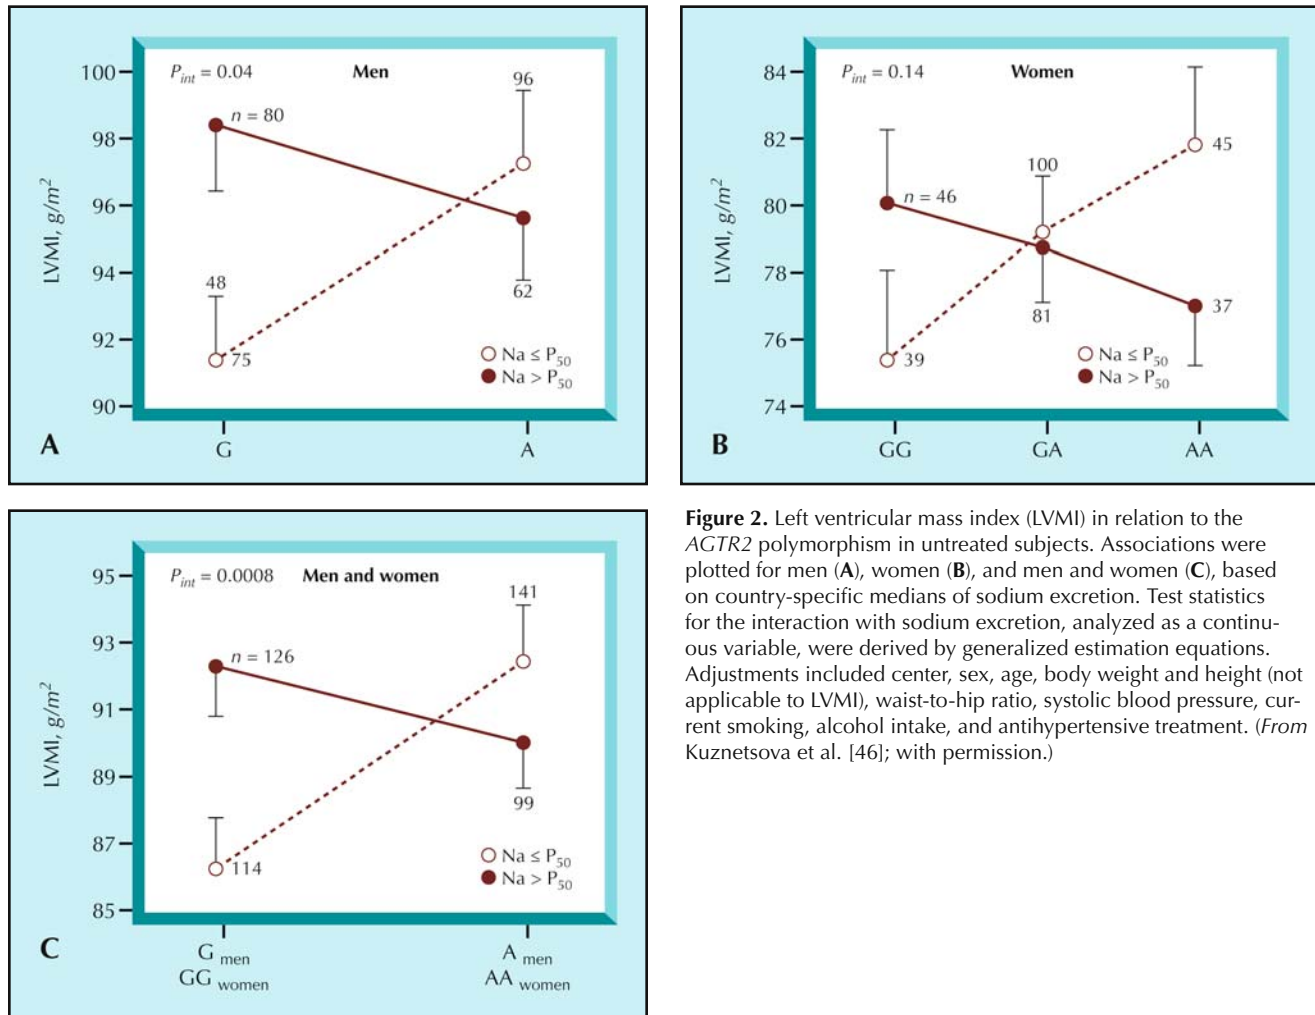 P_int = 0.04
Men
LVMI, g/m²
100
98
96
94
92
90
n = 80
96
48
75
62
Na ≤ P₅₀
Na > P₅₀
A
G
A
P_int = 0.14
Women
LVMI, g/m²
84
82
80
78
76
74
n = 46
100
45
39
81
37
Na ≤ P₅₀
Na > P₅₀
B
GG
GA
AA
P_int = 0.0008
Men and women
LVMI, g/m²
95
93
91
89
87
85
n = 126
141
114
99
Na ≤ P₅₀
Na > P₅₀
C
G men
GG women
A men
AA women
Figure 2. Left ventricular mass index (LVMI) in relation to the
AGTR2 polymorphism in untreated subjects. Associations were
plotted for men (A), women (B), and men and women (C), based
on country-specific medians of sodium excretion. Test statistics
for the interaction with sodium excretion, analyzed as a continu-
ous variable, were derived by generalized estimation equations.
Adjustments included center, sex, age, body weight and height (not
applicable to LVMI), waist-to-hip ratio, systolic blood pressure, cur-
rent smoking, alcohol intake, and antihypertensive treatment. (From
Kuznetsova et al. [46]; with permission.)